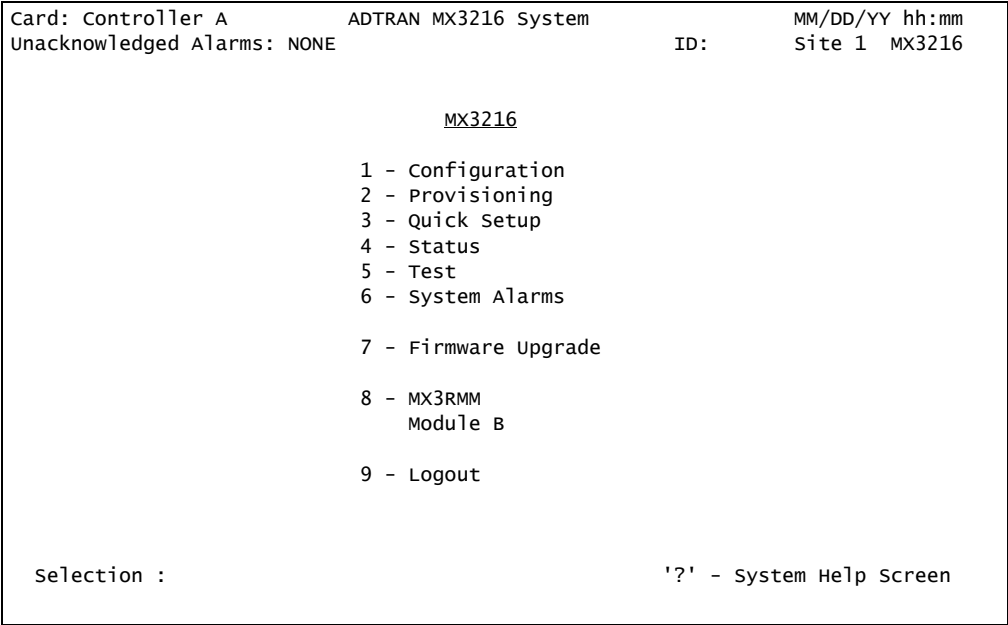 Card: Controller A ADTRAN MX3216 System MM/DD/YY hh:mm
Unacknowledged Alarms: NONE ID: Site 1 MX3216
MX3216
1 - Configuration
2 - Provisioning
3 - Quick Setup
4 - Status
5 - Test
6 - System Alarms
7 - Firmware Upgrade
8 - MX3RMM
Module B
9 - Logout
Selection : '?' - System Help Screen